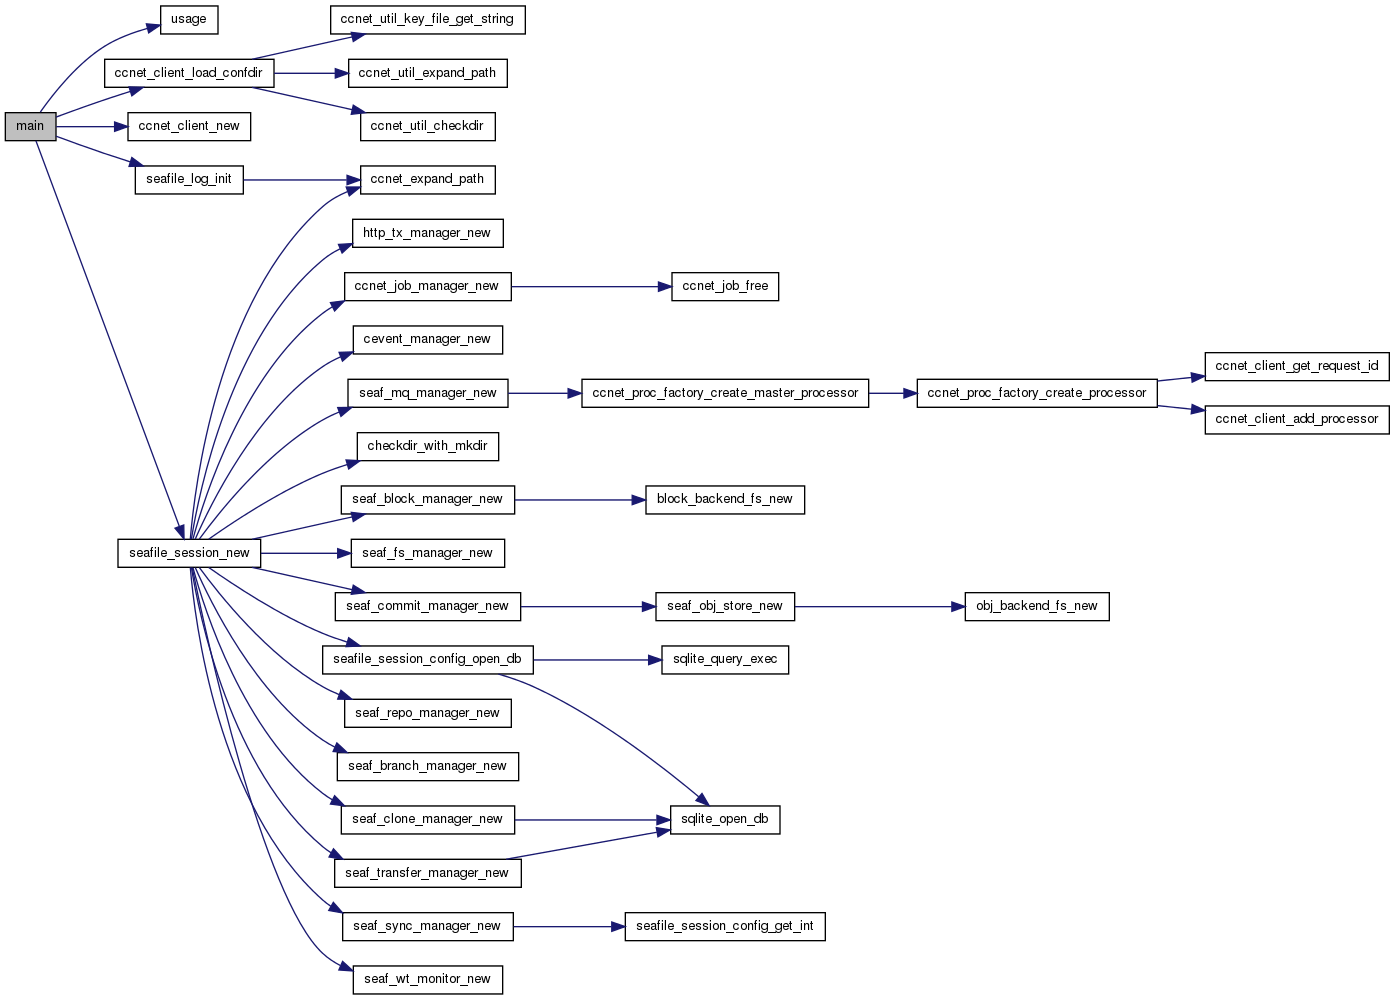 usage
ccnet_util_key_file_get_string
ccnet_client_load_confdir
ccnet_util_expand_path
main
ccnet_client_new
ccnet_util_checkdir
seafile_log_init
ccnet_expand_path
http_tx_manager_new
ccnet_job_manager_new
ccnet_job_free
cevent_manager_new
ccnet_client_get_request_id
seaf_mq_manager_new
ccnet_proc_factory_create_master_processor
ccnet_proc_factory_create_processor
ccnet_client_add_processor
checkdir_with_mkdir
seaf_block_manager_new
block_backend_fs_new
seafile_session_new
seaf_fs_manager_new
seaf_commit_manager_new
seaf_obj_store_new
obj_backend_fs_new
seafile_session_config_open_db
sqlite_query_exec
seaf_repo_manager_new
seaf_branch_manager_new
seaf_clone_manager_new
sqlite_open_db
seaf_transfer_manager_new
seaf_sync_manager_new
seafile_session_config_get_int
seaf_wt_monitor_new